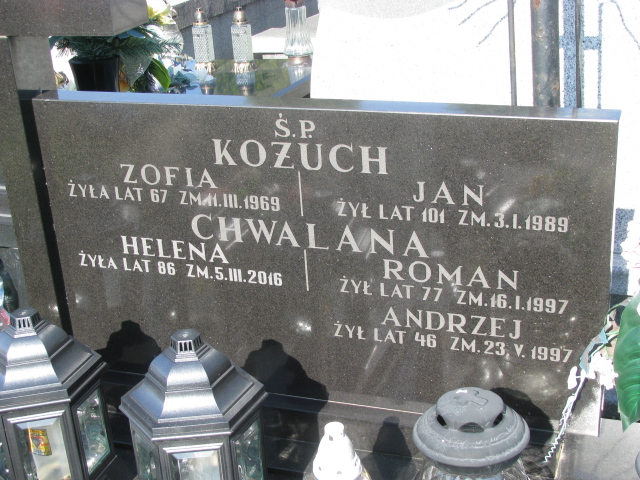 Ś.P.
KOŻUCH
ZOFIA
ŻYŁA LAT 67 ZM.11.III.1969
JAN
ŻYŁ LAT 101 ZM.3.I.1989
CHWALANA
HELENA
ŻYŁA LAT 86 ZM.5.III.2016
ROMAN
ŻYŁ LAT 77 ZM.16.I.1997
ANDRZEJ
ŻYŁ LAT 46 ZM.23.V.1997